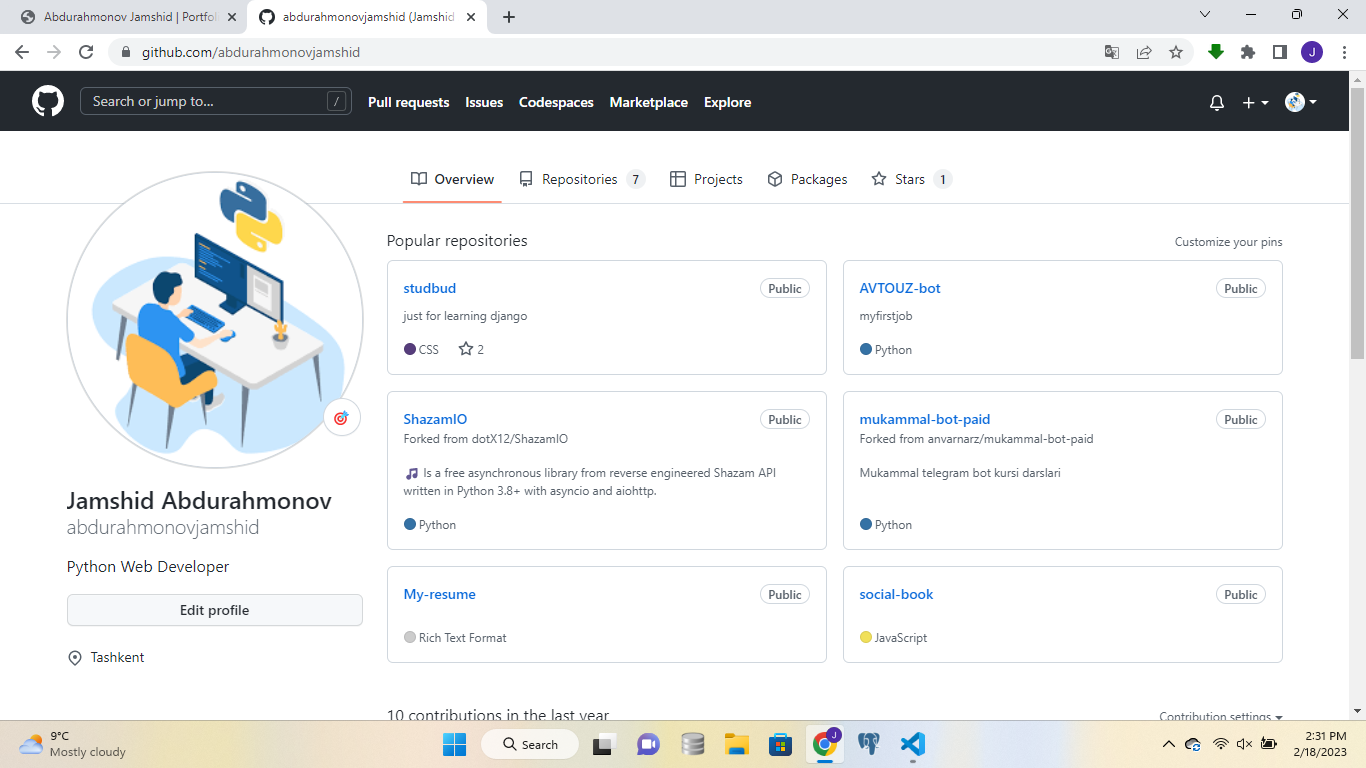 Abdurahmonov Jamshid | Portfoli
abdurahmonovjamshid (Jamshid
github.com/abdurahmonovjamshid
J
Search or jump to...
/
Pull requests
Issues
Codespaces
Marketplace
Explore
Overview
Repositories 7
Projects
Packages
Stars 1
Popular repositories
Customize your pins
studbud
Public
just for learning django
CSS
2
AVTOUZ-bot
Public
myfirstjob
Python
ShazamIO
Public
Forked from dotX12/ShazamIO
Is a free asynchronous library from reverse engineered Shazam API
written in Python 3.8+ with asyncio and aiohttp.
Python
mukammal-bot-paid
Public
Forked from anvarnarz/mukammal-bot-paid
Mukammal telegram bot kursi darslari
Python
My-resume
Public
Rich Text Format
social-book
Public
JavaScript
Jamshid Abdurahmonov
abdurahmonovjamshid
Python Web Developer
Edit profile
Tashkent
10 contributions in the last year
Contribution settings
9°C
Mostly cloudy
Search
J
2:31 PM
2/18/2023